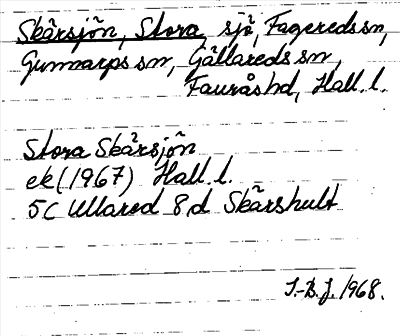 Skärsjön, Stora sjö, Fagereds sn,
Gunnarps sn, Gällareds sn,
Faurås hd, Hall. l.
Stora Skärsjön
ek (1967) Hall. l.
5C Ullared 8d Skärshult
I.-B.J. 1968.